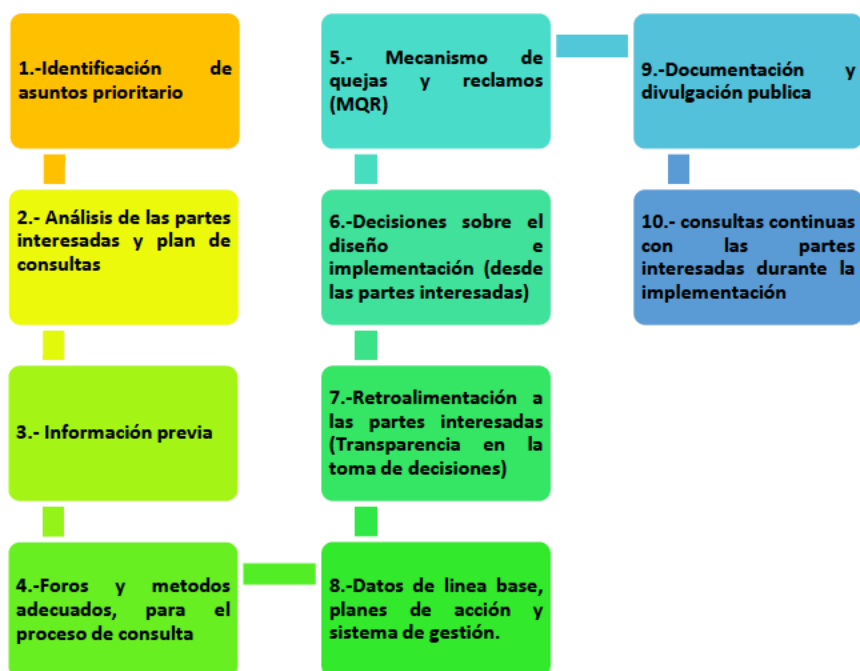 1.-Identificación de
asuntos prioritario
2.- Análisis de las partes
interesadas y plan de
consultas
3.- Información previa
4.-Foros y metodos
adecuados, para el
proceso de consulta
5.- Mecanismo de
quejas y reclamos
(MQR)
6.-Decisiones sobre el
diseño e
implementación (desde
las partes interesadas)
7.-Retroalimentación a
las partes interesadas
(Transparencia en la
toma de decisiones)
8.-Datos de linea base,
planes de acción y
sistema de gestión.
9.-Documentación y
divulgación publica
10.- consultas continuas
con las partes
interesadas durante la
implementación